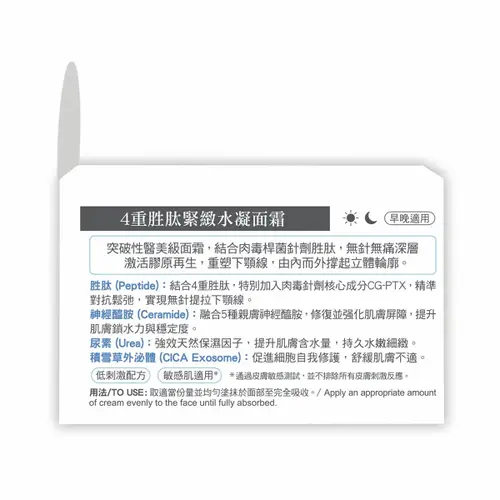 4重胜肽緊緻水凝面霜 早晚適用
突破性醫美級面霜，結合肉毒桿菌針劑胜肽，無針無痛深層
激活膠原再生，重塑下顎線，由內而外撐起立體輪廓。
胜肽 (Peptide)：結合4重胜肽，特別加入肉毒針劑核心成分CG-PTX，精準
對抗鬆弛，實現無針提拉下顎線。
神經醯胺 (Ceramide)：融合5種親膚神經醯胺，修復並強化肌膚屏障，提升
肌膚鎖水力與穩定度。
尿素 (Urea)：強效天然保濕因子，提升肌膚含水量，持久水嫩細緻。
積雪草外泌體 (CICA Exosome)：促進細胞自我修護，舒緩肌膚不適。
低刺激配方 敏感肌適用* *通過皮膚敏感測試，並不排除所有皮膚刺激反應。
用法/TO USE：取適當份量並均勻塗抹於面部至完全吸收。/ Apply an appropriate amount
of cream evenly to the face until fully absorbed.